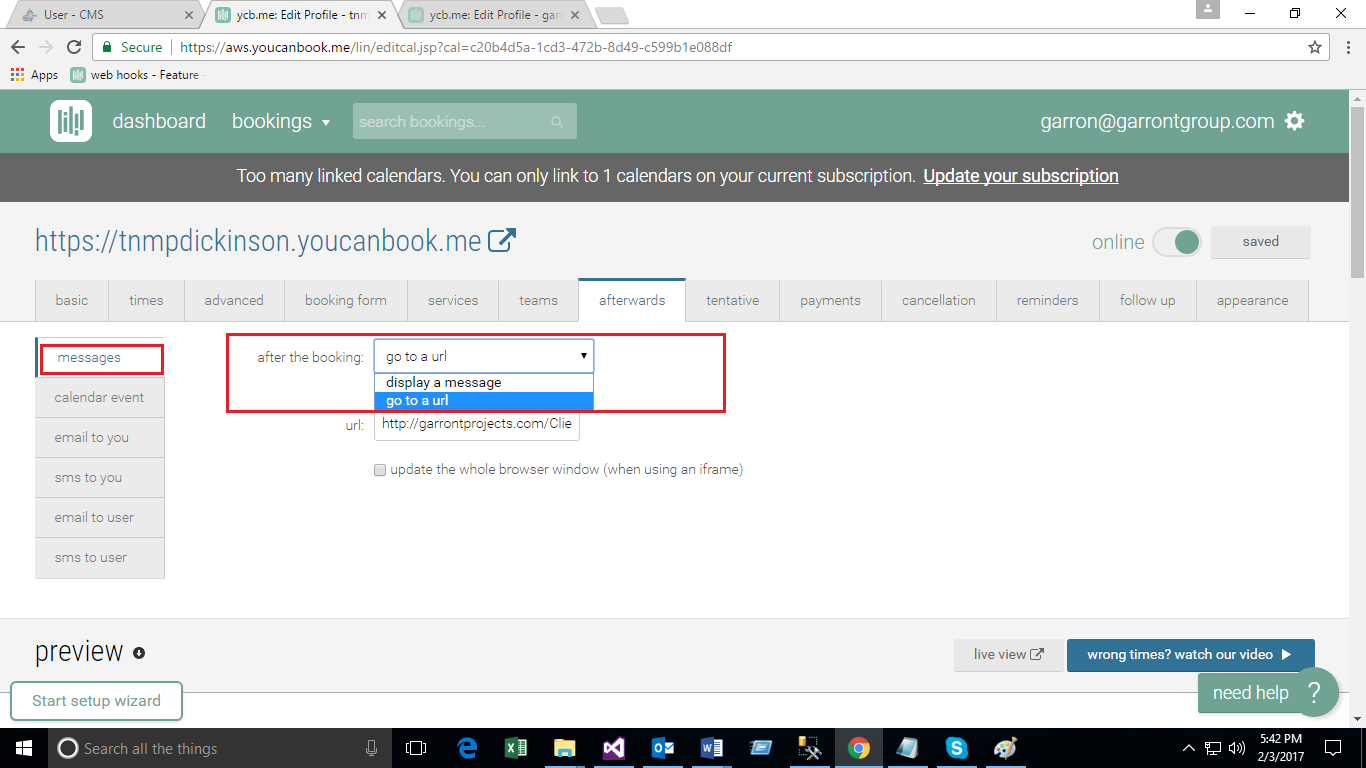 User - CMS
ycb.me: Edit Profile - tnm
ycb.me: Edit Profile - gar
Secure
https://aws.youcanbook.me/lin/editcal.jsp?cal=c20b4d5a-1cd3-472b-8d49-c599b1e088df
Apps
web hooks - Feature
dashboard
bookings
search bookings...
garron@garrontgroup.com
Too many linked calendars. You can only link to 1 calendars on your current subscription. Update your subscription
https://tnmpdickinson.youcanbook.me
online
saved
basic
times
advanced
booking form
services
teams
afterwards
tentative
payments
cancellation
reminders
follow up
appearance
messages
calendar event
email to you
sms to you
email to user
sms to user
after the booking:
go to a url
display a message
go to a url
url:
http://garrontprojects.com/Clie
update the whole browser window (when using an iframe)
preview
live view
wrong times? watch our video
Start setup wizard
need help ?
Search all the things
5:42 PM
2/3/2017